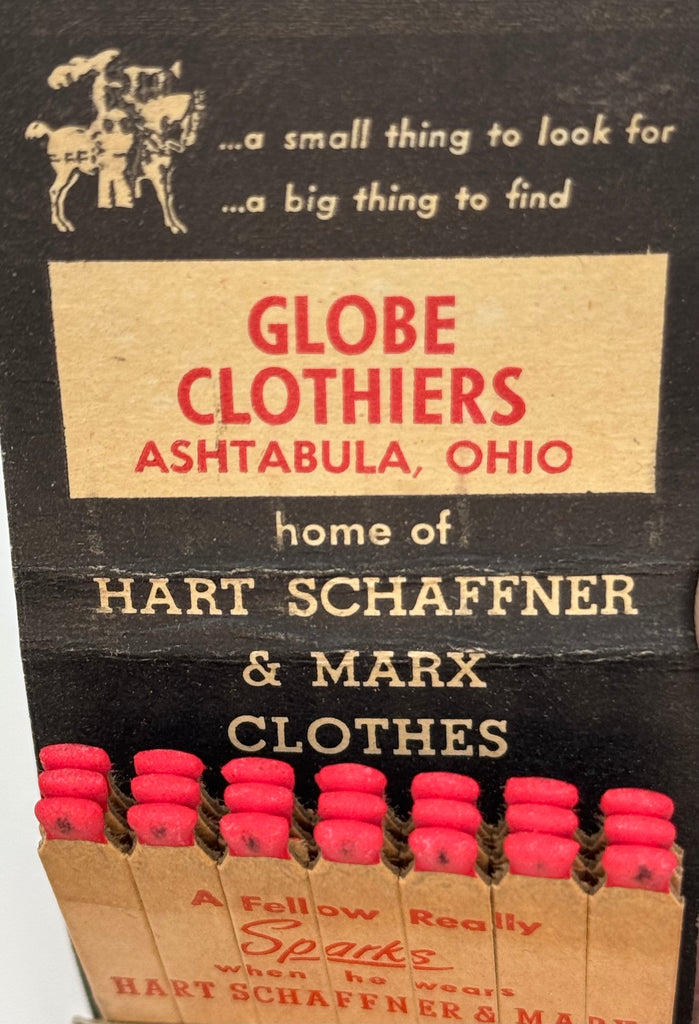 ...a small thing to look for
...a big thing to find
GLOBE
CLOTHIERS
ASHTABULA, OHIO
home of
HART SCHAFFNER
& MARX
CLOTHES
A Fellow Really
Sparks
when he wears
HART SCHAFFNER & MARX